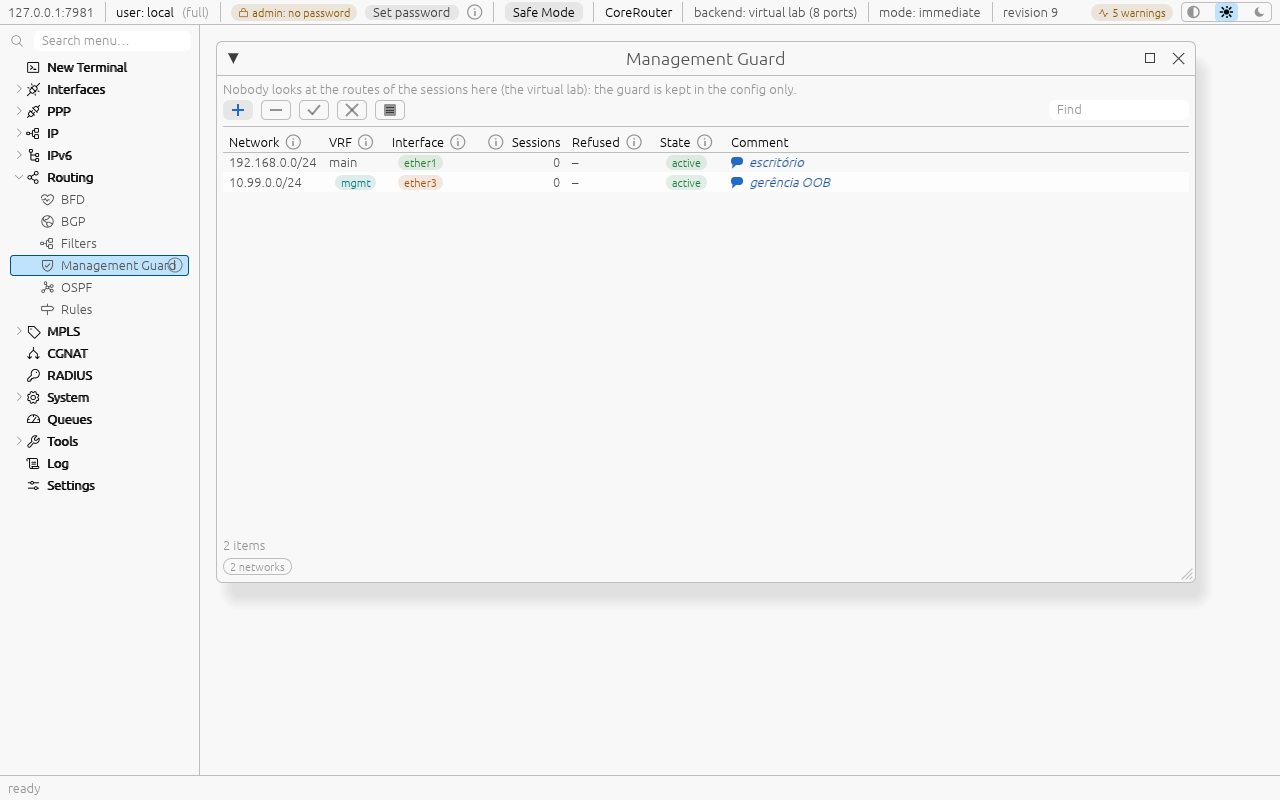 127.0.0.1:7981 user: local (full) admin: no password Set password Safe Mode CoreRouter backend: virtual lab (8 ports) mode: immediate revision 9 5 warnings
Search menu...
New Terminal
Interfaces
PPP
IP
IPv6
Routing
BFD
BGP
Filters
Management Guard
OSPF
Rules
MPLS
CGNAT
RADIUS
System
Queues
Tools
Log
Settings
Management Guard
Nobody looks at the routes of the sessions here (the virtual lab): the guard is kept in the config only.
Find
Network VRF Interface Sessions Refused State Comment
192.168.0.0/24 main ether1 0 – active escritório
10.99.0.0/24 mgmt ether3 0 – active gerência OOB
2 items
2 networks
ready